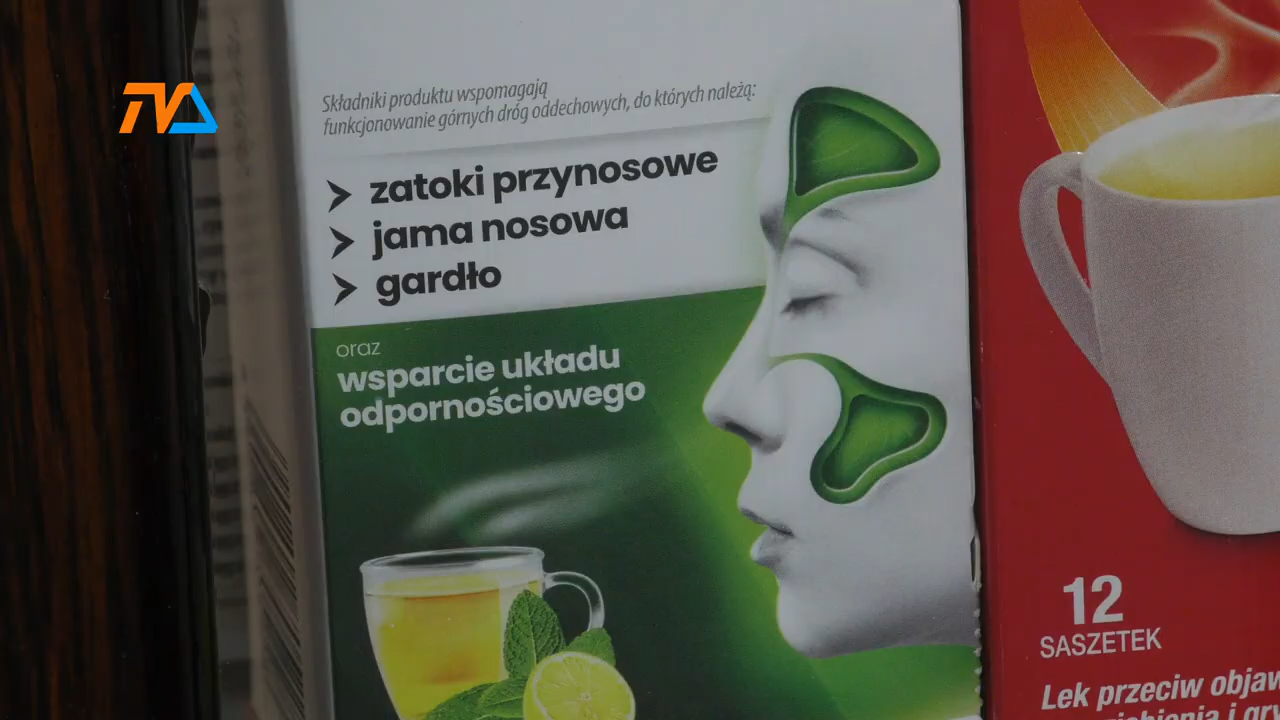 TVA
Składniki produktu wspomagają
funkcjonowanie górnych dróg oddechowych, do których należą:
zatoki przynosowe
jama nosowa
gardło
oraz
wsparcie układu
odpornościowego
12
SASZETEK
Lek przeciw objaw